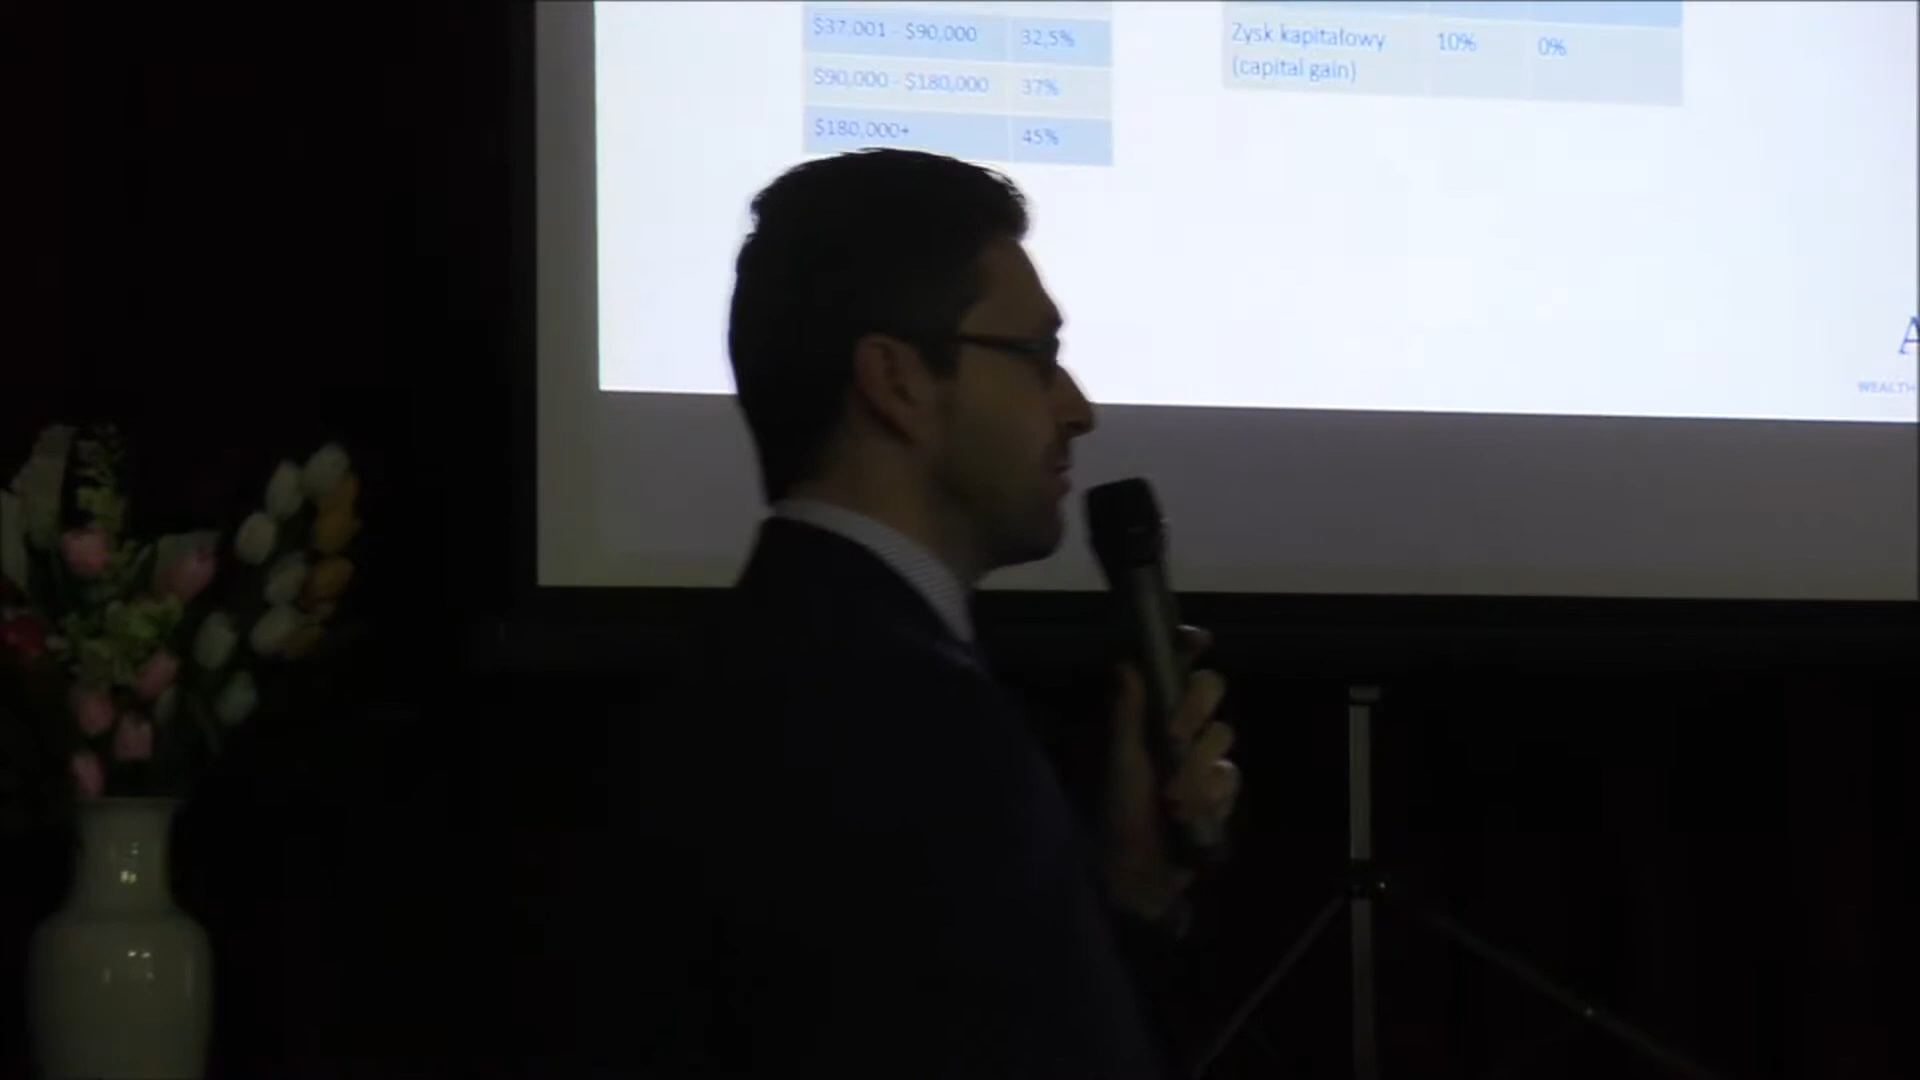 $37.001 - $90,000 32,5%
$90,000 - $180,000 37%
$180,000+ 45%
Zysk kapitałowy 10% 0%
(capital gain)
A
WEALTH